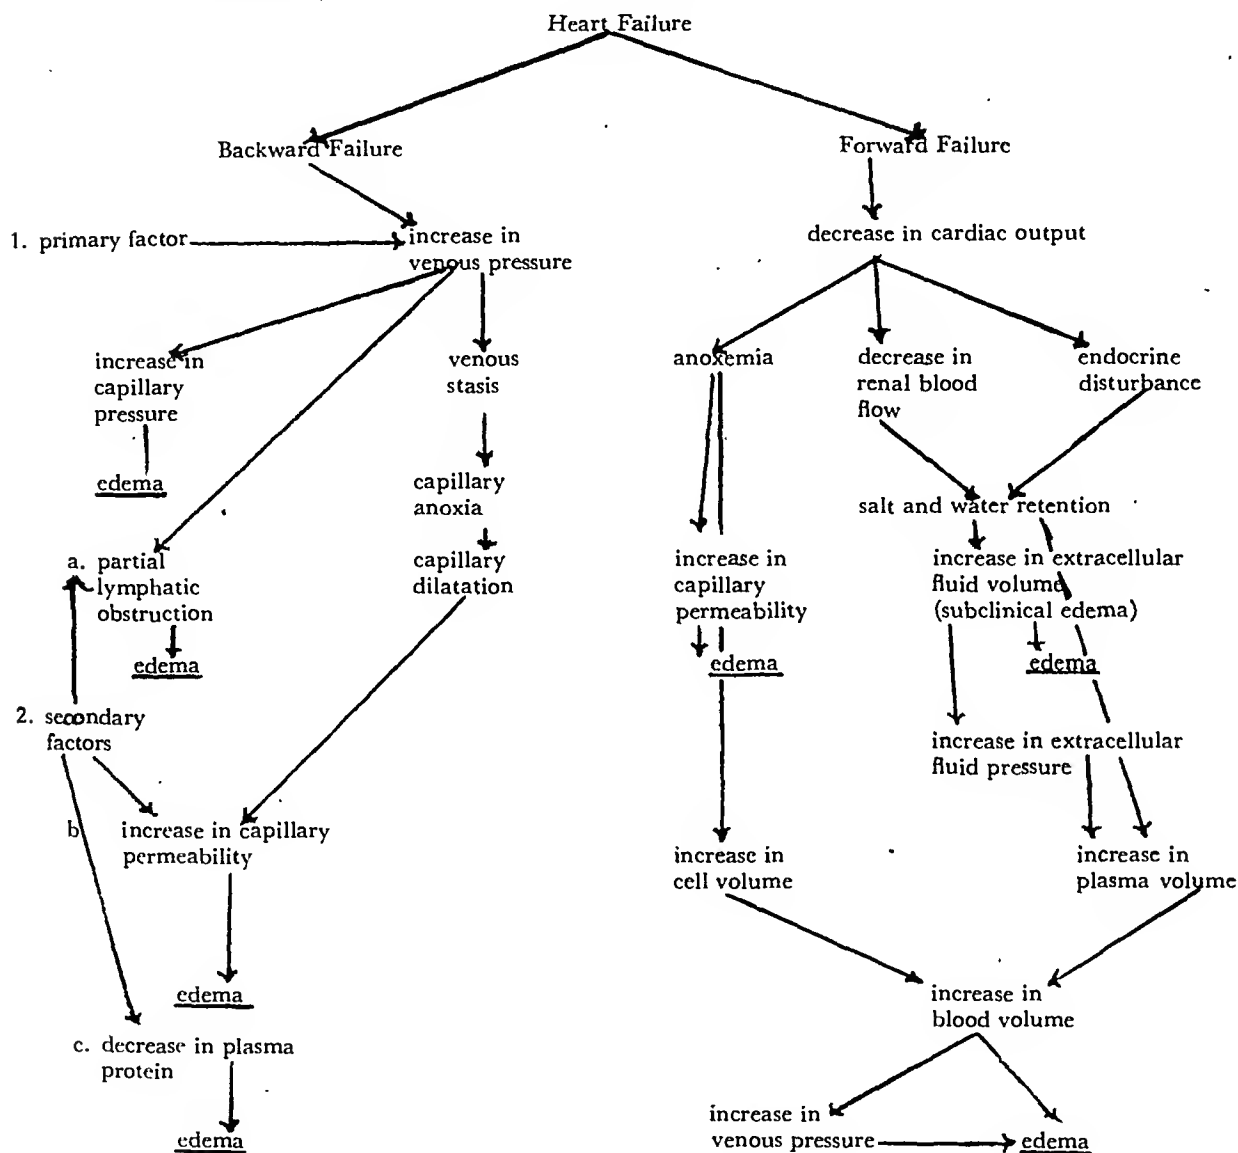 Heart Failure
Backward Failure
1. primary factor
increase in
venous pressure
increase in
capillary
pressure
edema
venous
stasis
capillary
anoxia
capillary
dilatation
a. partial
lymphatic
obstruction
edema
2. secondary
factors
b. increase in capillary
permeability
edema
c. decrease in plasma
protein
edema
Forward Failure
decrease in cardiac output
anoxemia
decrease in
renal blood
flow
endocrine
disturbance
salt and water retention
increase in
capillary
permeability
edema
increase in extracellular
fluid volume
(subclinical edema)
edema
increase in extracellular
fluid pressure
increase in
cell volume
increase in
plasma volume
increase in
blood volume
increase in
venous pressure
edema